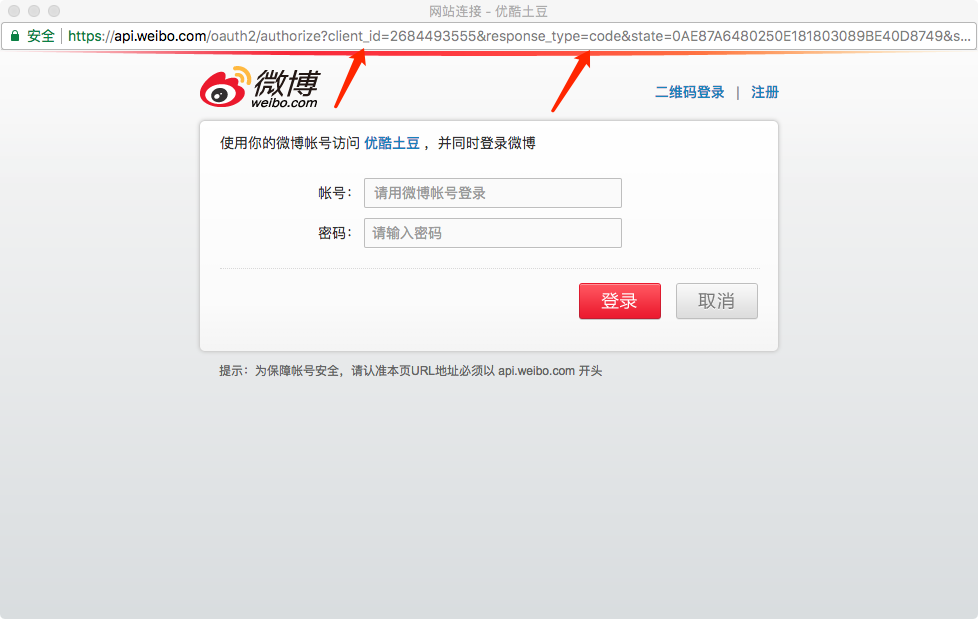 网站连接 - 优酷土豆
安全 | https://api.weibo.com/oauth2/authorize?client_id=2684493555&response_type=code&state=0AE87A6480250E181803089BE40D8749&s...
微博
weibo.com
二维码登录 | 注册
使用你的微博帐号访问 优酷土豆 ，并同时登录微博
帐号： 请用微博帐号登录
密码： 请输入密码
登录 取消
提示：为保障帐号安全，请认准本页URL地址必须以 api.weibo.com 开头